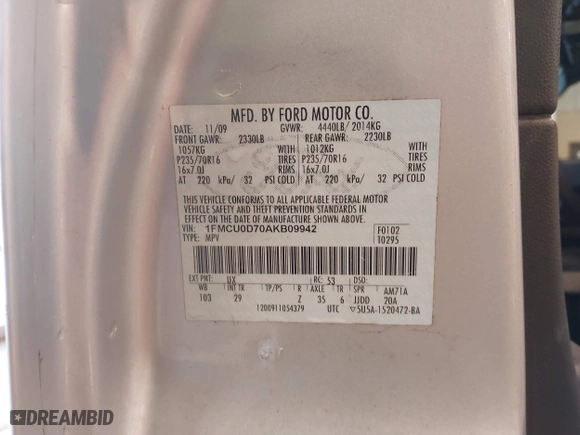 MFD. BY FORD MOTOR CO.
DATE: 11/09 GVWR: 4440LB/ 2014KG
FRONT GAWR: 2330LB REAR GAWR: 2230LB
1057KG WITH 1012KG WITH
P235/70R16 TIRES P235/70R16 TIRES
16x7.0J RIMS 16x7.0J RIMS
AT 220 kPa/ 32 PSI COLD AT 220 kPa/ 32 PSI COLD
THIS VEHICLE CONFORMS TO ALL APPLICABLE FEDERAL MOTOR
VEHICLE SAFETY AND BUMPER AND THEFT PREVENTION STANDARDS IN
EFFECT ON THE DATE OF MANUFACTURE SHOWN ABOVE.
VIN: 1FMCU0D70AKB09942 F0102
TYPE: MPV T0295
EXT PNT: UX RC: 53 DSO:
WB INT TR TP/PS R AXLE TR SPR AM71A
103 29 Z 35 6 JJDD 20A
1200911054379 UTC ▽5U5A-1520472-BA
DREAMBID